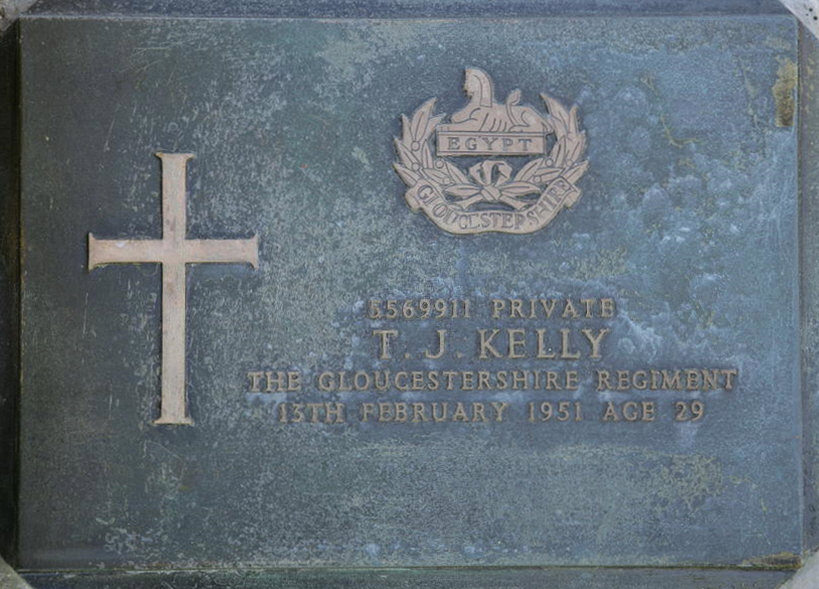 EGYPT
GLOUCESTERSHIRE
5569911 PRIVATE
T. J. KELLY
THE GLOUCESTERSHIRE REGIMENT
13TH FEBRUARY 1951 AGE 29